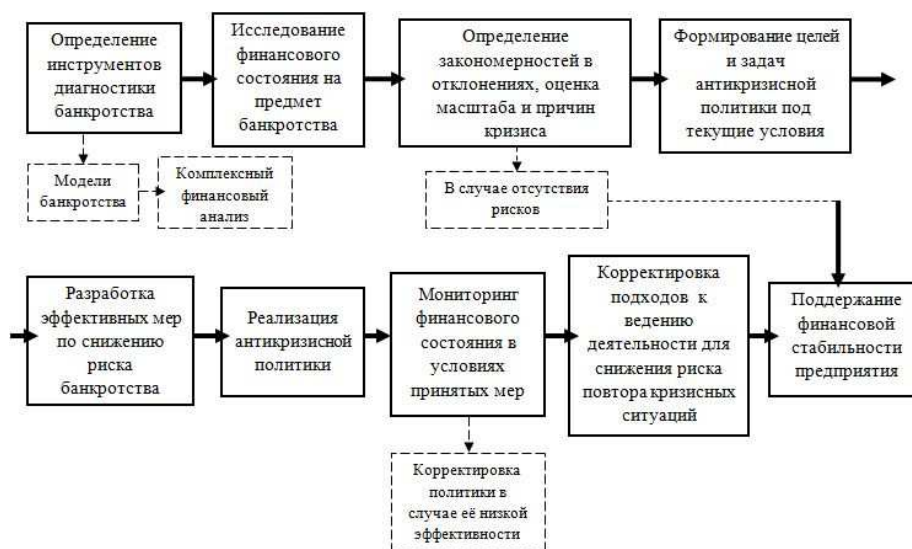 Определение
инструментов
диагностики
банкротства
Исследование
финансового
состояния на
предмет
банкротства
Определение
закономерностей в
отклонениях, оценка
масштаба и причин
кризиса
Формирование целей
и задач
антикризисной
политики под
текущие условия
Модели
банкротства
Комплексный
финансовый
анализ
В случае отсутствия
рисков
Разработка
эффективных мер
по снижению
риска
банкротства
Реализация
антикризисной
политики
Мониторинг
финансового
состояния в
условиях
принятых мер
Корректировка
подходов к
ведению
деятельности для
снижения риска
повтора кризисных
ситуаций
Поддержание
финансовой
стабильности
предприятия
Корректировка
политики в
случае её низкой
эффективности